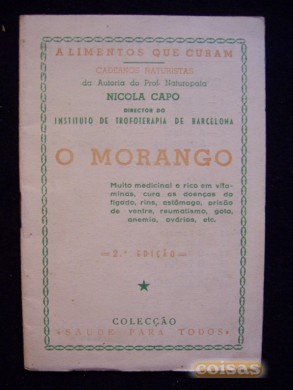 ALIMENTOS QUE CURAM
CADERNOS NATURISTAS
da Autoria do Prof. Naturopata
NICOLA CAPO
DIRECTOR DO
INSTITUTO DE TROFOTERAPIA DE BARCELONA
O MORANGO
Muito medicinal e rico em vita-
minas, cura as doenças do
fígado, rins, estômago, prisão
de ventre, reumatismo, gota,
anemia, ovários, etc.
— 2.ª EDIÇÃO —
COLECÇÃO
«SAUDE PARA TODOS»
coisas